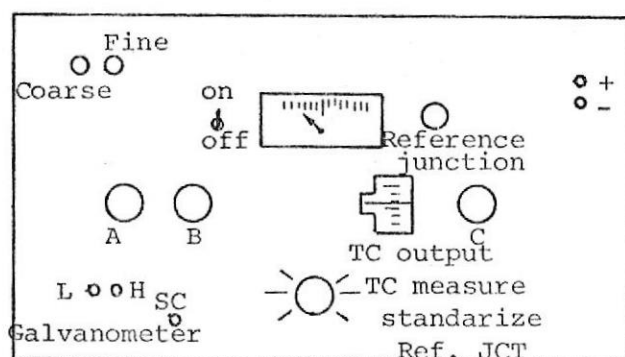 Fine
Coarse
on
off
+
-
Reference
junction
A
B
C
TC output
L
H
SC
Galvanometer
TC measure
standarize
Ref. JCT